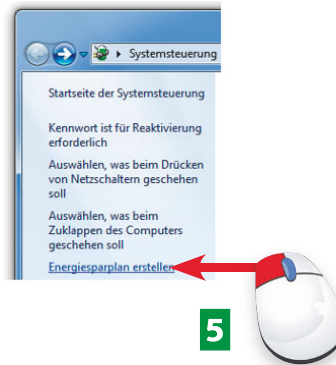 Systemsteuerung
Startseite der Systemsteuerung
Kennwort ist für Reaktivierung
erforderlich
Auswählen, was beim Drücken
von Netzschaltern geschehen
soll
Auswählen, was beim
Zuklappen des Computers
geschehen soll
Energiesparplan erstellen
5